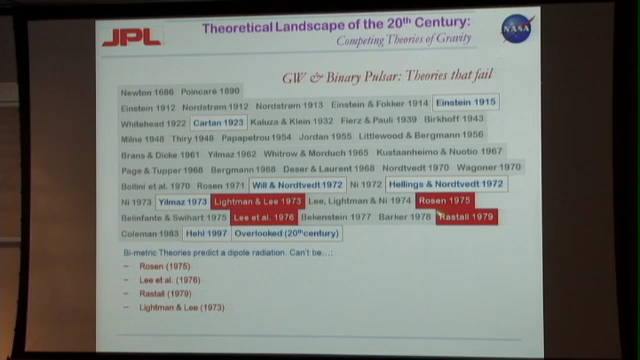 JPL
Theoretical Landscape of the 20th Century:
Competing Theories of Gravity
NASA
GW & Binary Pulsar: Theories that fail
Newton 1686 Poincaré 1890
Einstein 1912 Nordstrøm 1912 Nordstrøm 1913 Einstein & Fokker 1914 Einstein 1915
Whitehead 1922 Cartan 1923 Kaluza & Klein 1932 Fierz & Pauli 1939 Birkhoff 1943
Milne 1948 Thiry 1948 Papapetrou 1954 Jordan 1955 Littlewood & Bergmann 1956
Brans & Dicke 1961 Yilmaz 1962 Whitrow & Morduch 1965 Kustaanheimo & Nuotio 1967
Page & Tupper 1968 Bergmann 1968 Deser & Laurent 1968 Nordtvedt 1970 Wagoner 1970
Bollini et al. 1970 Rosen 1971 Will & Nordtvedt 1972 Ni 1972 Hellings & Nordtvedt 1972
Ni 1973 Yilmaz 1973 Lightman & Lee 1973 Lee, Lightman & Ni 1974 Rosen 1975
Belinfante & Swihart 1975 Lee et al. 1976 Bekenstein 1977 Barker 1978 Rastall 1979
Coleman 1983 Hehl 1997 Overlooked (20th century)
Bi-metric Theories predict a dipole radiation. Can't be…:
– Rosen (1975)
– Lee et al. (1976)
– Rastall (1979)
– Lightman & Lee (1973)